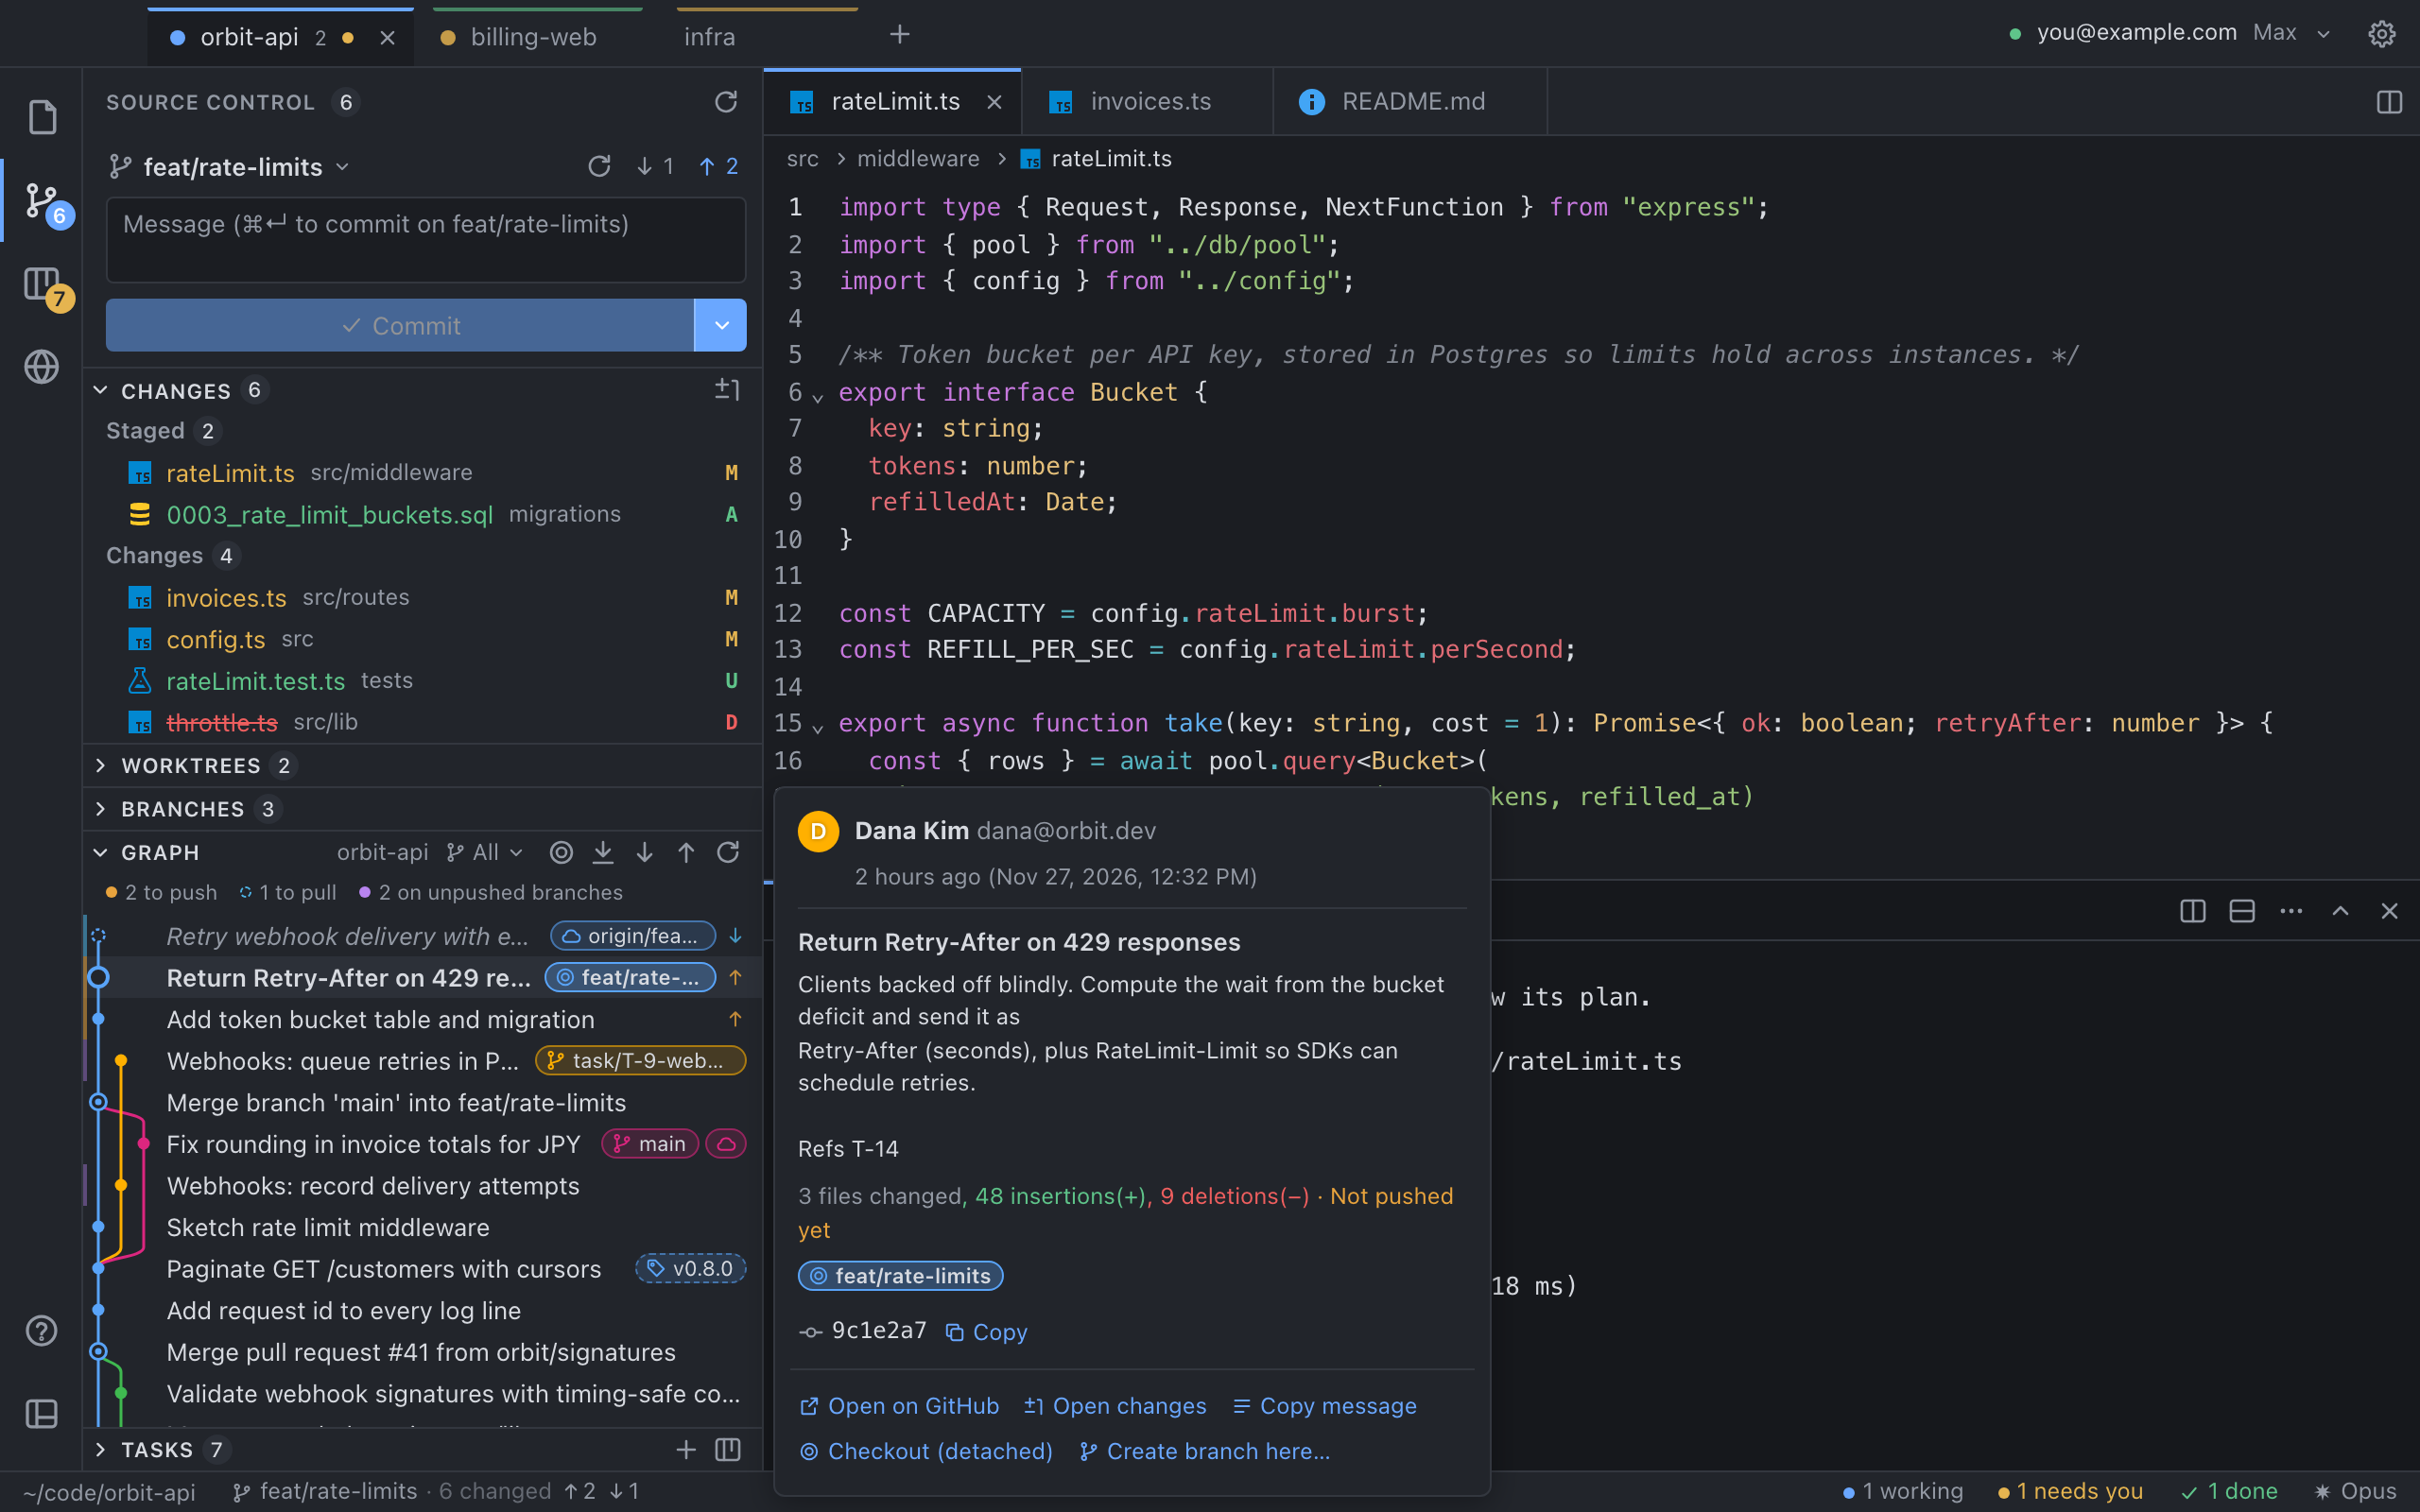 orbit-api 2
billing-web
infra
you@example.com Max
SOURCE CONTROL 6
feat/rate-limits
1 2
Message (⌘↵ to commit on feat/rate-limits)
Commit
CHANGES 6
Staged 2
rateLimit.ts src/middleware M
0003_rate_limit_buckets.sql migrations A
Changes 4
invoices.ts src/routes M
config.ts src M
rateLimit.test.ts tests U
throttle.ts src/lib D
WORKTREES 2
BRANCHES 3
GRAPH orbit-api All
2 to push 1 to pull 2 on unpushed branches
Retry webhook delivery with e... origin/fea... ↓
Return Retry-After on 429 re... feat/rate-... ↑
Add token bucket table and migration ↑
Webhooks: queue retries in P... task/T-9-web...
Merge branch 'main' into feat/rate-limits
Fix rounding in invoice totals for JPY main
Webhooks: record delivery attempts
Sketch rate limit middleware
Paginate GET /customers with cursors v0.8.0
Add request id to every log line
Merge pull request #41 from orbit/signatures
Validate webhook signatures with timing-safe co...
TASKS 7
6
7
rateLimit.ts
invoices.ts
README.md
src > middleware > rateLimit.ts
1 import type { Request, Response, NextFunction } from "express";
2 import { pool } from "../db/pool";
3 import { config } from "../config";
4
5 /** Token bucket per API key, stored in Postgres so limits hold across instances. */
6 export interface Bucket {
7 key: string;
8 tokens: number;
9 refilledAt: Date;
10 }
11
12 const CAPACITY = config.rateLimit.burst;
13 const REFILL_PER_SEC = config.rateLimit.perSecond;
14
15 export async function take(key: string, cost = 1): Promise<{ ok: boolean; retryAfter: number }> {
16 const { rows } = await pool.query<Bucket>(
kens, refilled_at)
D Dana Kim dana@orbit.dev
2 hours ago (Nov 27, 2026, 12:32 PM)
Return Retry-After on 429 responses
Clients backed off blindly. Compute the wait from the bucket
deficit and send it as
Retry-After (seconds), plus RateLimit-Limit so SDKs can
schedule retries.
Refs T-14
3 files changed, 48 insertions(+), 9 deletions(−) · Not pushed
yet
feat/rate-limits
9c1e2a7 Copy
Open on GitHub Open changes Copy message
Checkout (detached) Create branch here...
w its plan.
/rateLimit.ts
18 ms)
~/code/orbit-api feat/rate-limits · 6 changed ↑2 ↓1
1 working 1 needs you 1 done Opus